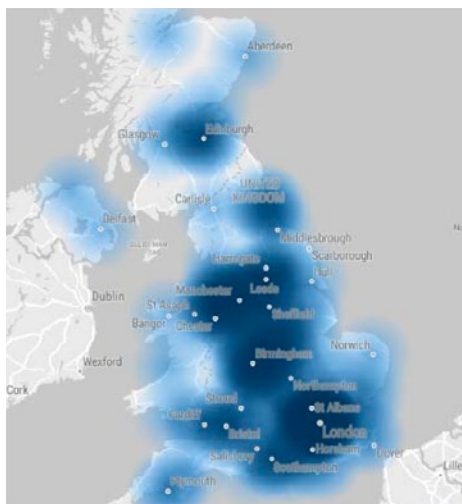 Aberdeen
Glasgow
Edinburgh
UNITED
KINGDOM
Carlisle
Belfast
Middlesbrough
Scarborough
Harrogate
Hull
Leeds
Manchester
St Asaph
Sheffield
Dublin
Bangor
Chester
Norwich
Birmingham
Wexford
Northampton
Cork
Stroud
St Albans
Cardiff
London
Bristol
Horsham
Dover
Salisbury
Southampton
Lille
Plymouth